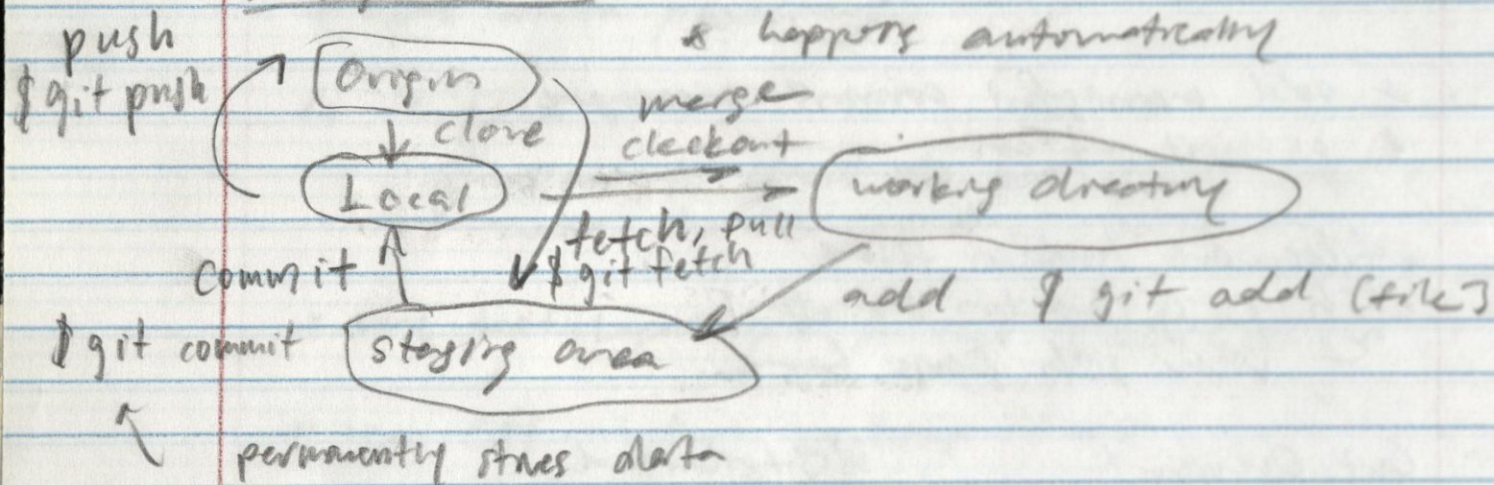 push
$ git push
* happens automatically
Origin
clone
merge
checkout
Local
working directory
fetch, pull
$ git fetch
commit
add $ git add [file]
$ git commit
staging area
permanently stores data